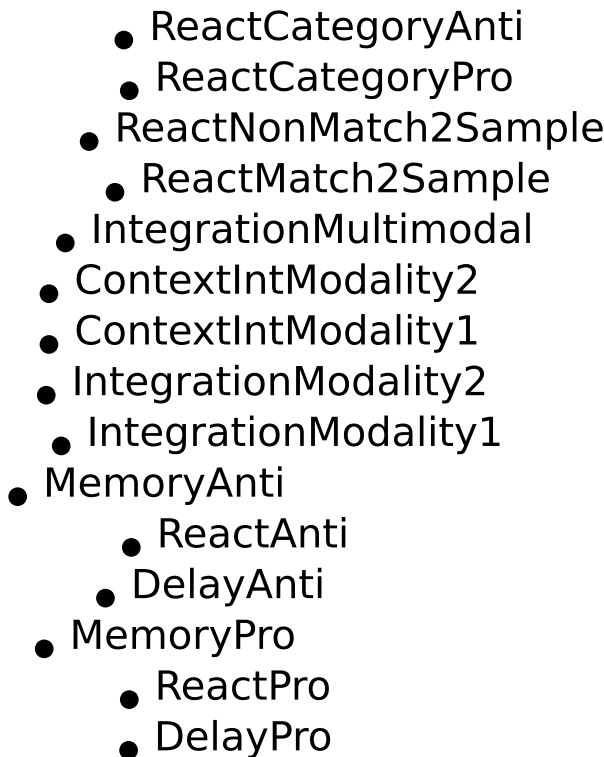 ReactCategoryAnti
ReactCategoryPro
ReactNonMatch2Sample
ReactMatch2Sample
IntegrationMultimodal
ContextIntModality2
ContextIntModality1
IntegrationModality2
IntegrationModality1
MemoryAnti
ReactAnti
DelayAnti
MemoryPro
ReactPro
DelayPro